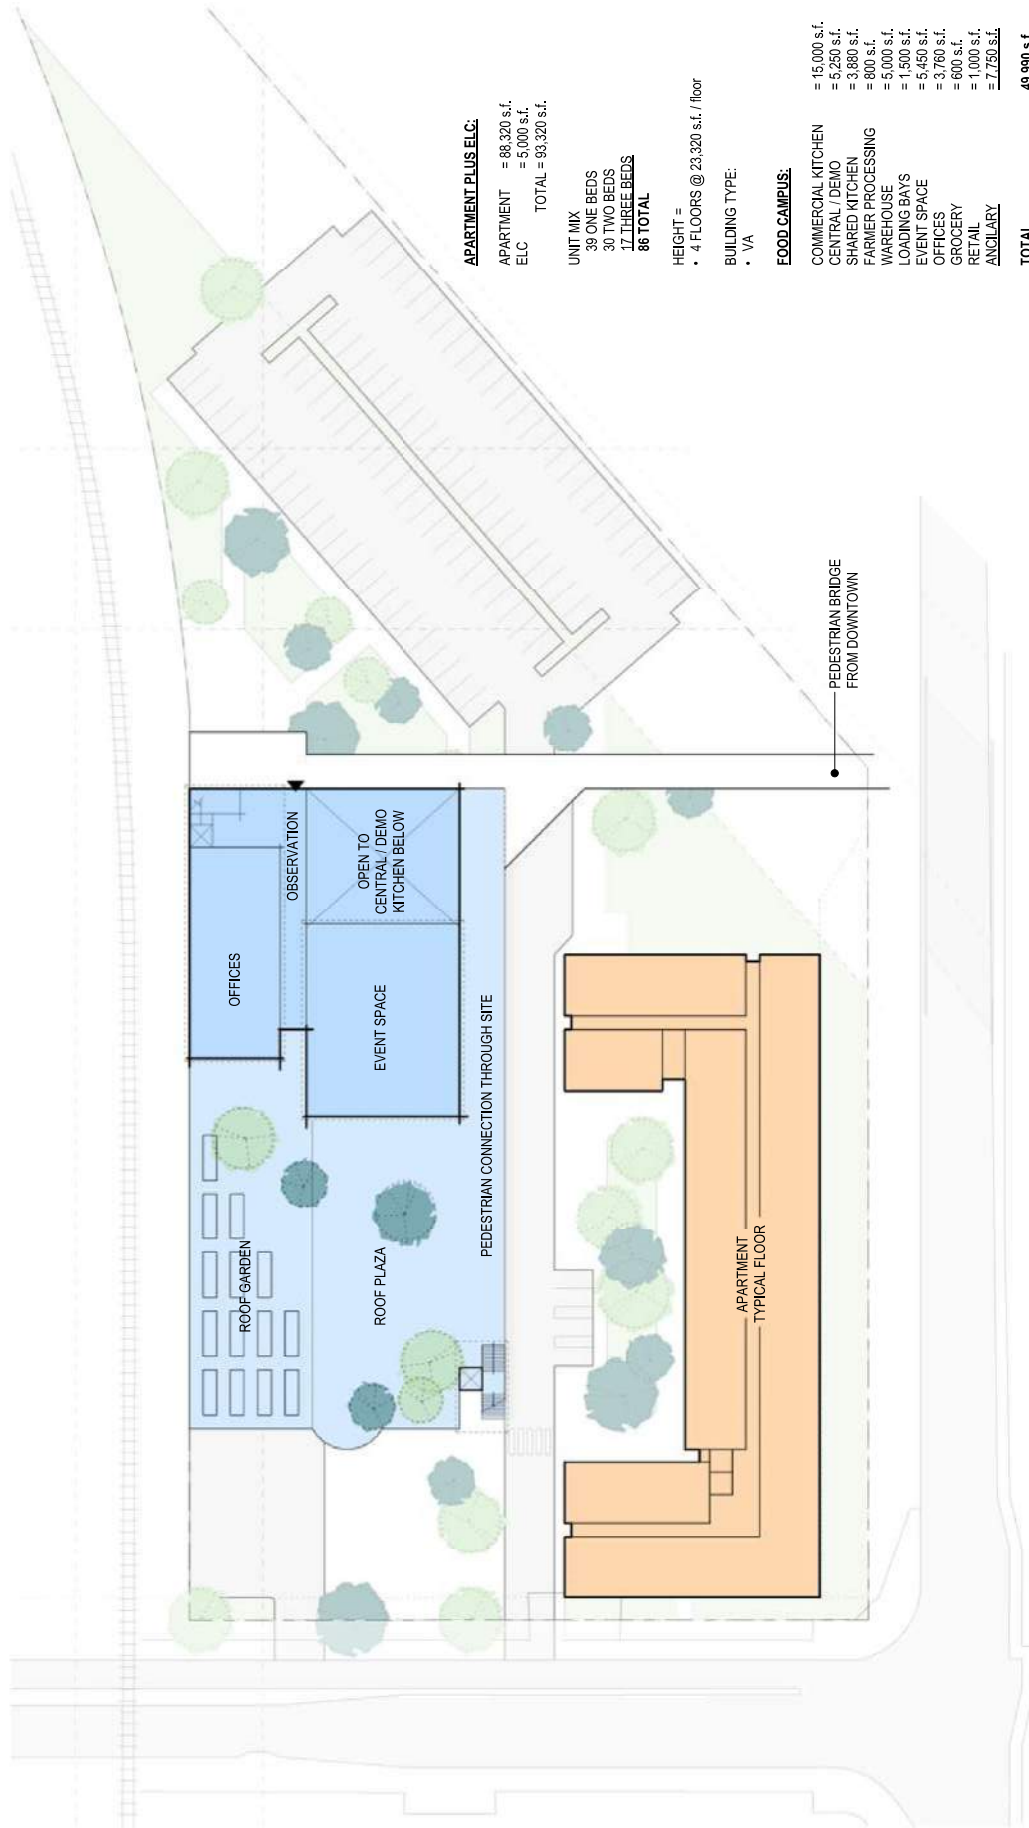 APARTMENT PLUS ELC:
APARTMENT = 88,320 s.f.
ELC = 5,000 s.f.
TOTAL = 93,320 s.f.
UNIT MIX
39 ONE BEDS
30 TWO BEDS
17 THREE BEDS
86 TOTAL
HEIGHT =
• 4 FLOORS @ 23,320 s.f. / floor
BUILDING TYPE:
• VA
FOOD CAMPUS:
COMMERCIAL KITCHEN = 15,000 s.f.
CENTRAL / DEMO = 5,250 s.f.
SHARED KITCHEN = 3,880 s.f.
FARMER PROCESSING = 800 s.f.
WAREHOUSE = 5,000 s.f.
LOADING BAYS = 1,500 s.f.
EVENT SPACE = 5,450 s.f.
OFFICES = 3,760 s.f.
GROCERY = 600 s.f.
RETAIL = 1,000 s.f.
ANCILARY = 7,750 s.f.
TOTAL 49,990 s.f.
OFFICES
OBSERVATION
OPEN TO
CENTRAL / DEMO
KITCHEN BELOW
EVENT SPACE
PEDESTRIAN CONNECTION THROUGH SITE
ROOF GARDEN
ROOF PLAZA
PEDESTRIAN BRIDGE
FROM DOWNTOWN
APARTMENT
TYPICAL FLOOR